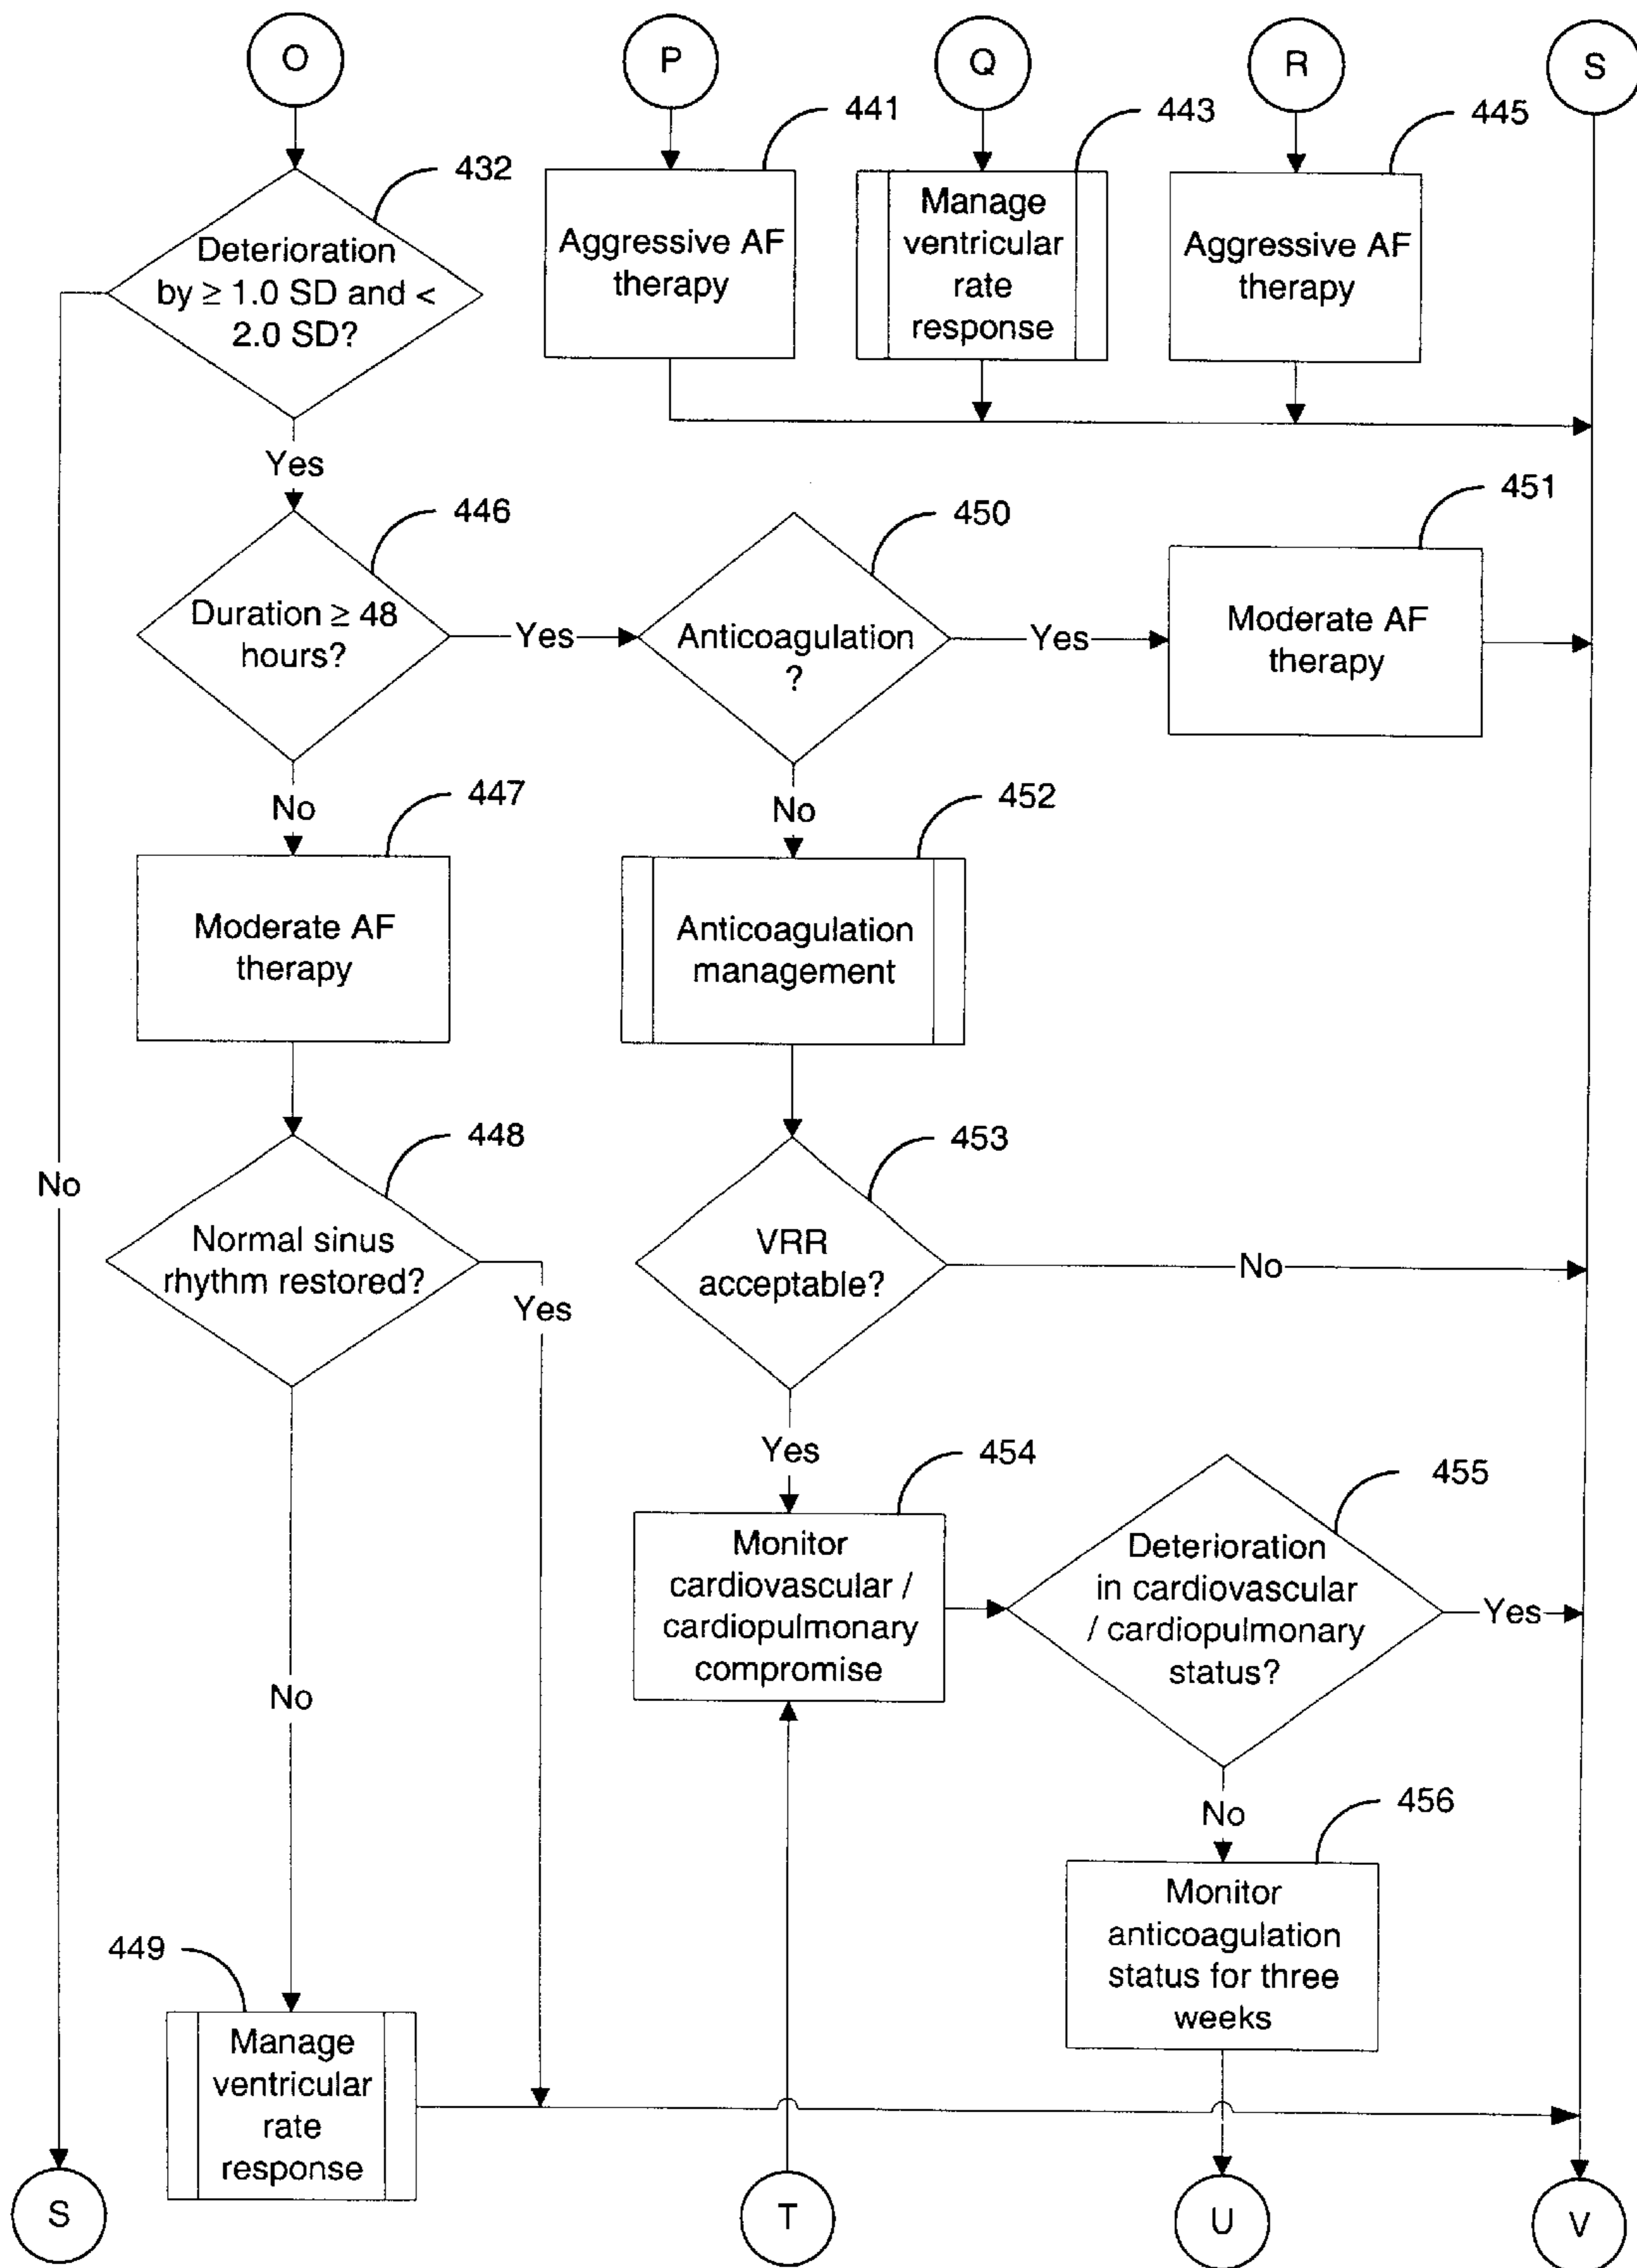 O
P
Q
R
S
432
441
443
445
Deterioration
by ≥ 1.0 SD and <
2.0 SD?
Aggressive AF
therapy
Manage
ventricular
rate
response
Aggressive AF
therapy
Yes
446
450
451
Duration ≥ 48
hours?
Yes
Anticoagulation
?
Yes
Moderate AF
therapy
No
447
No
452
Moderate AF
therapy
Anticoagulation
management
No
448
453
Normal sinus
rhythm restored?
Yes
VRR
acceptable?
No
Yes
454
455
Monitor
cardiovascular /
cardiopulmonary
compromise
Deterioration
in cardiovascular
/ cardiopulmonary
status?
Yes
No
No
456
Monitor
anticoagulation
status for three
weeks
449
Manage
ventricular
rate
response
S
T
U
V